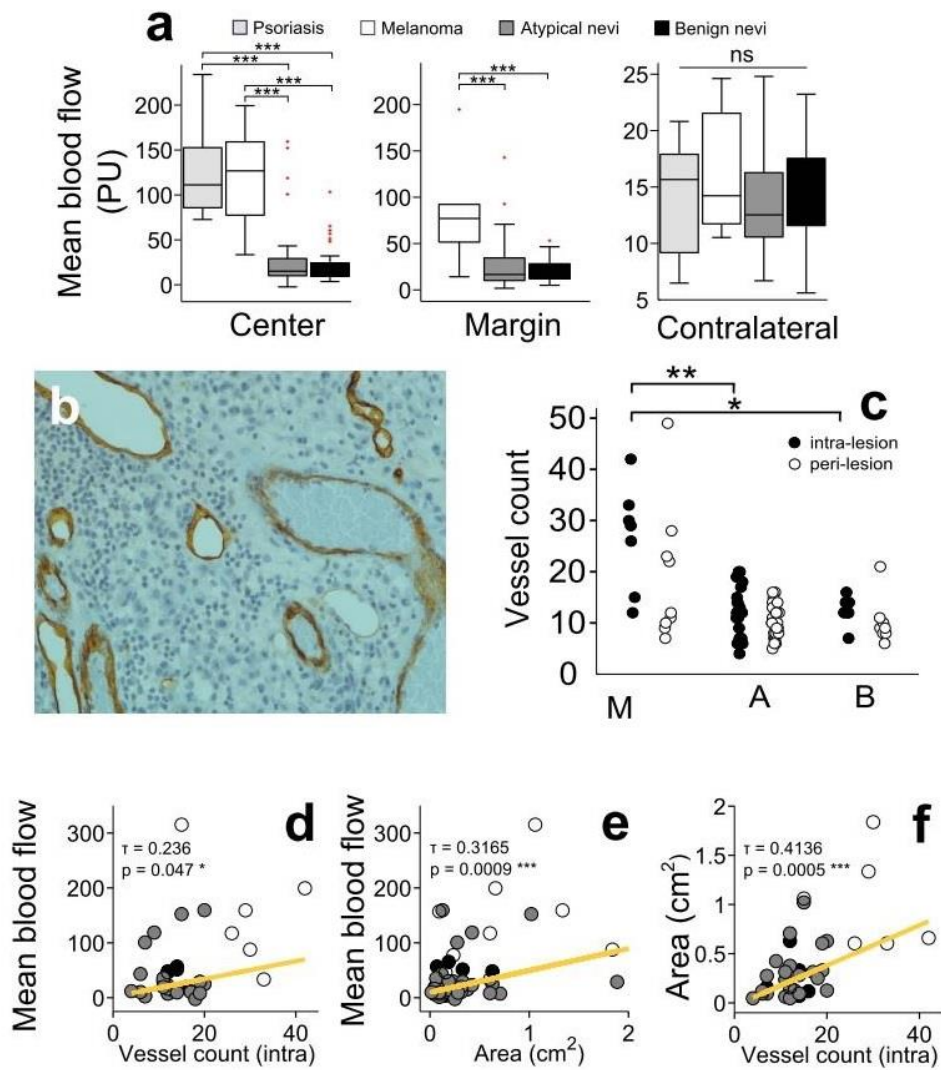 a
Psoriasis Melanoma Atypical nevi Benign nevi
Mean blood flow
(PU)
*** *** *** ***
200
150
100
50
0
Center
*** ***
200
150
100
50
0
Margin
ns
25
20
15
10
5
Contralateral
b
c
** *
intra-lesion
peri-lesion
Vessel count
50
40
30
20
10
0
M A B
d
Mean blood flow
τ = 0.236
p = 0.047 *
300
200
100
0
0 20 40
Vessel count (intra)
e
Mean blood flow
τ = 0.3165
p = 0.0009 ***
300
200
100
0
0 1 2
Area (cm²)
f
Area (cm²)
τ = 0.4136
p = 0.0005 ***
2
1.5
1
0.5
0
0 20 40
Vessel count (intra)